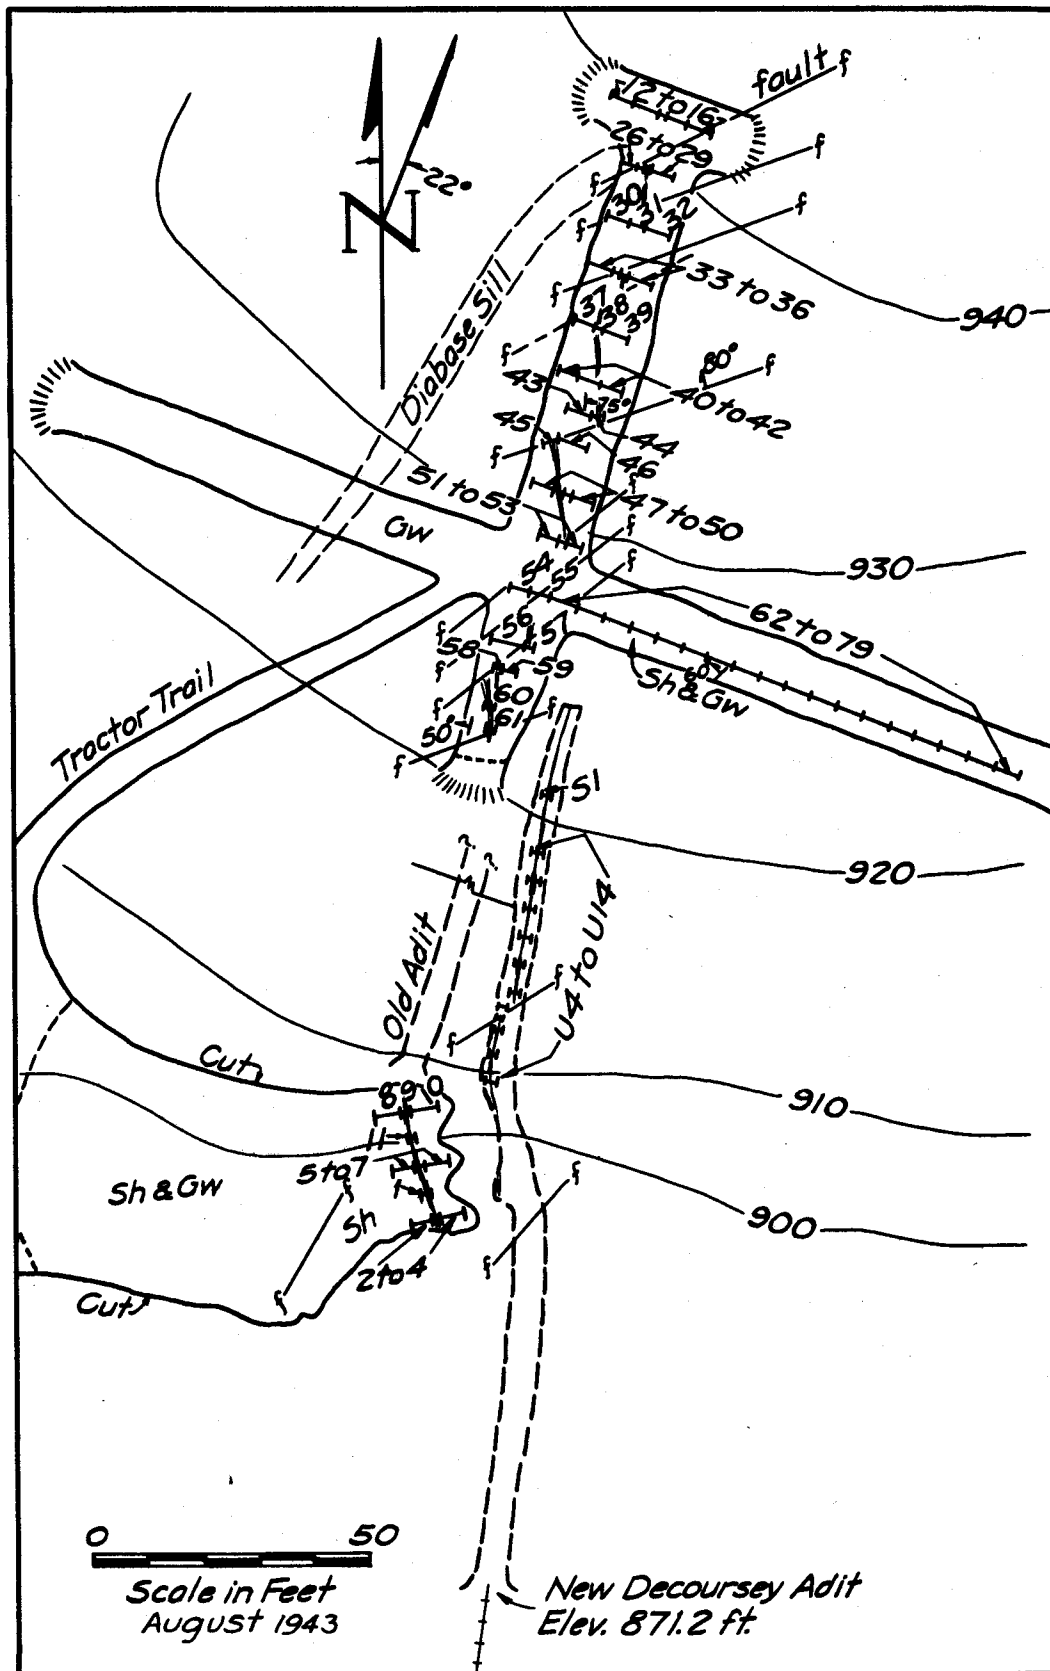 fault f
12 to 16
26 to 29
f
f
22°
N
30
31
32
f
f
33 to 36
f
940
37
38
39
f
Diabase Sill
80°
f
43
75°
40 to 42
45
44
f
46
51 to 53
f
47 to 50
Gw
f
930
f
54
55
62 to 79
56
57
f
58
f
59
Sh & Gw
60°
60
61
f
f
50°
f
Tractor Trail
S1
920
?
?
Old Adit
U4 to U14
f
f
Cut
8
9
0
910
5 to 7
Sh & Gw
f
f
Sh
900
2 to 4
f
f
Cut
0 50
Scale in Feet
August 1943
New Decoursey Adit
Elev. 871.2 ft.